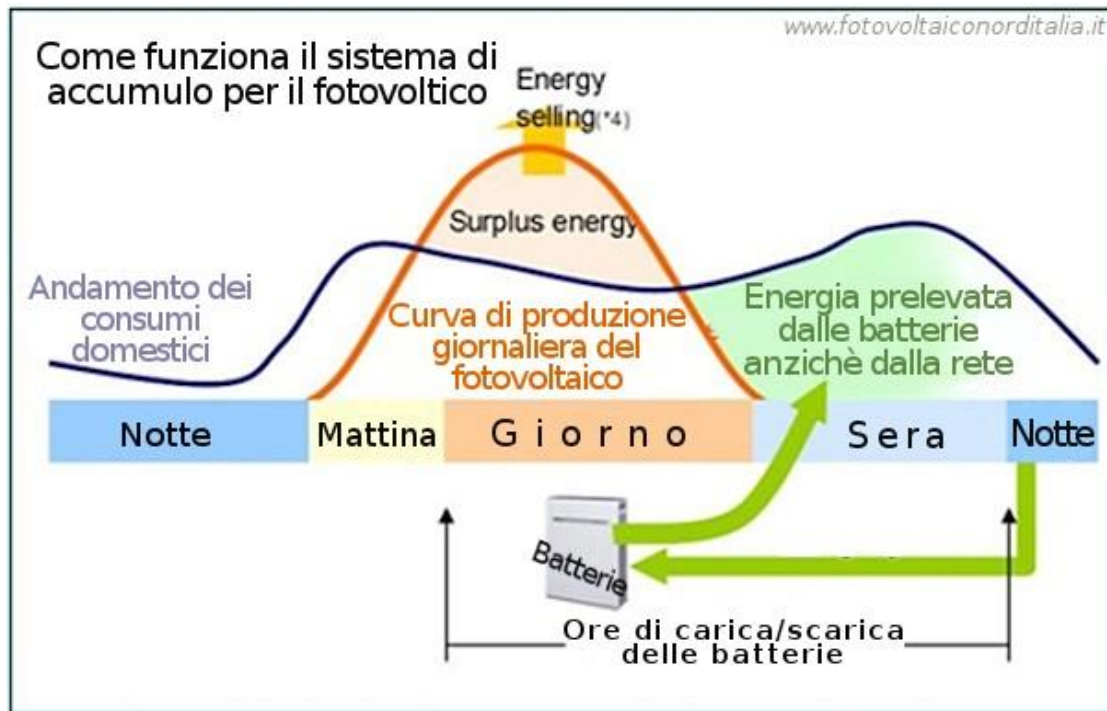 www.fotovoltaiconorditalia.it
Come funziona il sistema di
accumulo per il fotovoltico
Energy
selling(*4)
Surplus energy
Andamento dei
consumi
domestici
Curva di produzione
giornaliera del
fotovoltaico
Energia prelevata
dalle batterie
anzichè dalla rete
Notte
Mattina
Giorno
Sera
Notte
Batterie
Ore di carica/scarica
delle batterie